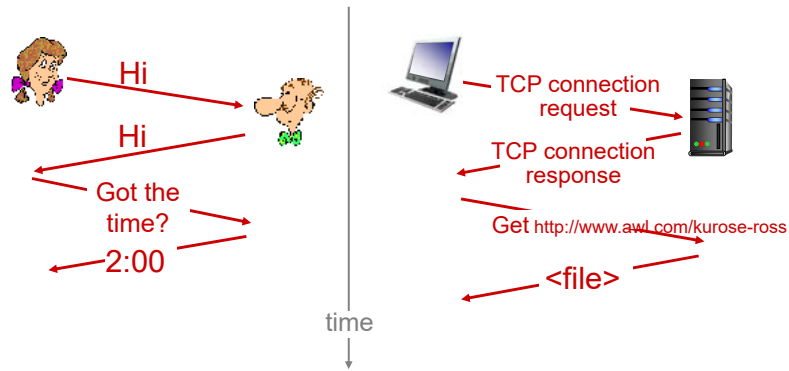 Hi
Hi
Got the
time?
2:00
TCP connection
request
TCP connection
response
Get http://www.awl.com/kurose-ross
<file>
time